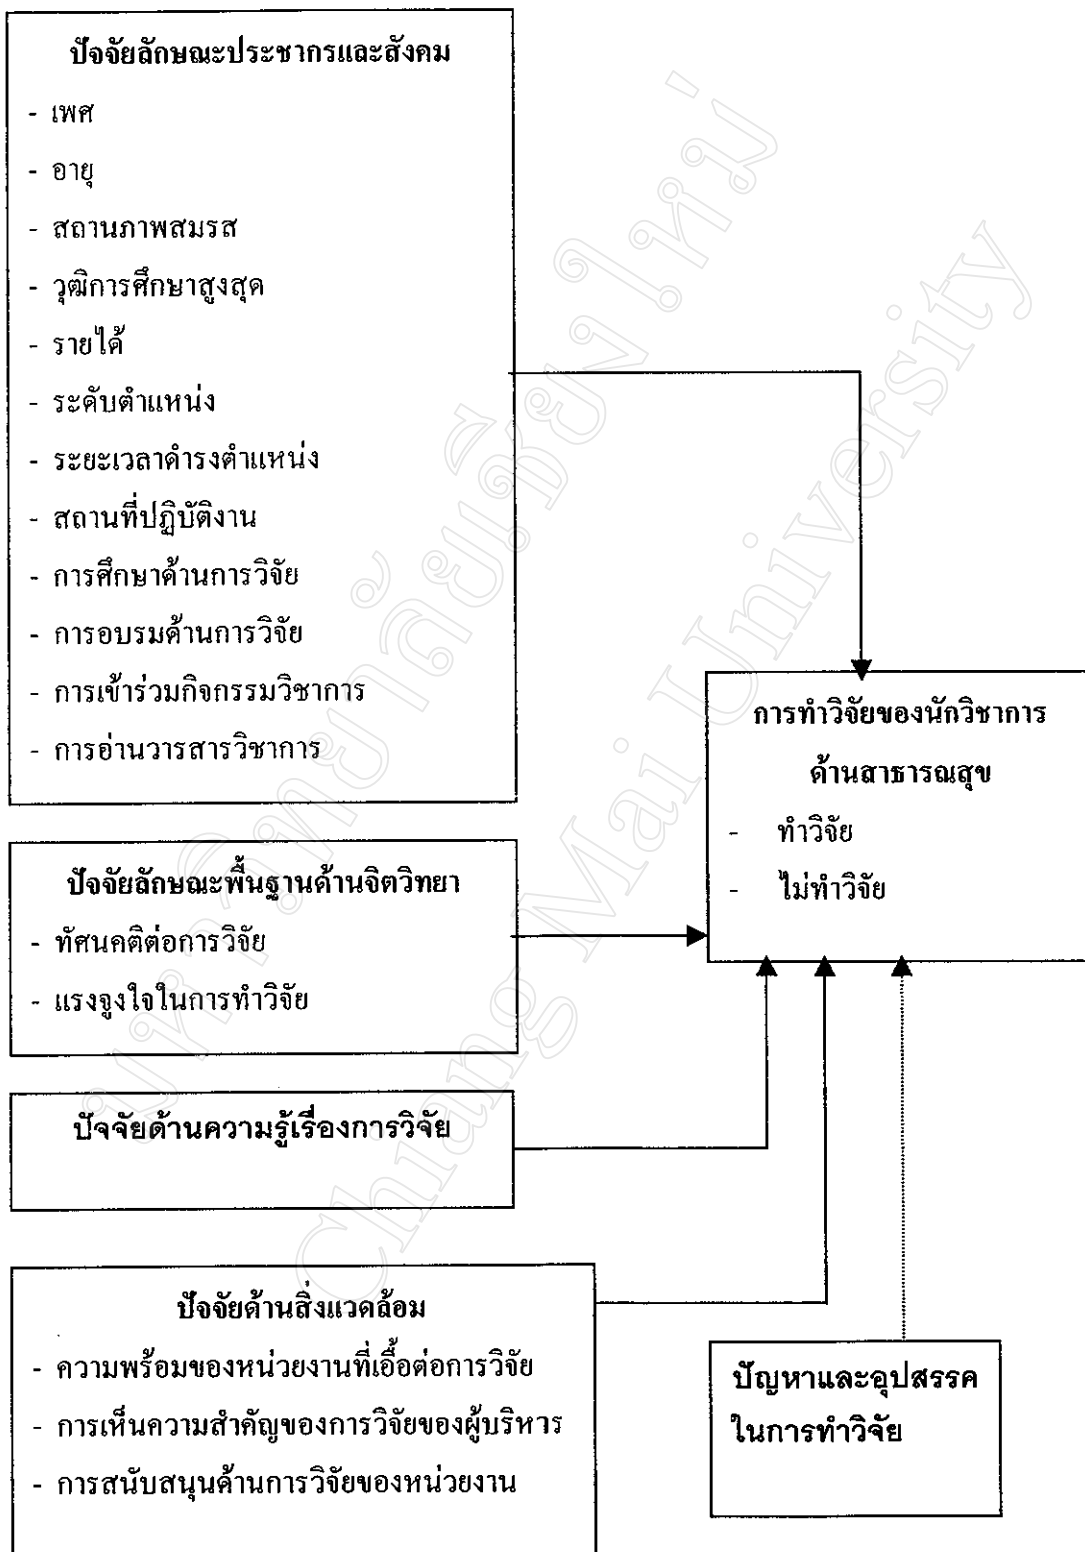 ปัจจัยลักษณะประชากรและสังคม
- เพศ
- อายุ
- สถานภาพสมรส
- วุฒิการศึกษาสูงสุด
- รายได้
- ระดับตำแหน่ง
- ระยะเวลาดำรงตำแหน่ง
- สถานที่ปฏิบัติงาน
- การศึกษาด้านการวิจัย
- การอบรมด้านการวิจัย
- การเข้าร่วมกิจกรรมวิชาการ
- การอ่านวารสารวิชาการ
การทำวิจัยของนักวิชาการ
ด้านสาธารณสุข
- ทำวิจัย
- ไม่ทำวิจัย
ปัจจัยลักษณะพื้นฐานด้านจิตวิทยา
- ทัศนคติต่อการวิจัย
- แรงจูงใจในการทำวิจัย
ปัจจัยด้านความรู้เรื่องการวิจัย
ปัจจัยด้านสิ่งแวดล้อม
- ความพร้อมของหน่วยงานที่เอื้อต่อการวิจัย
- การเห็นความสำคัญของการวิจัยของผู้บริหาร
- การสนับสนุนด้านการวิจัยของหน่วยงาน
ปัญหาและอุปสรรค
ในการทำวิจัย
มหาวิทยาลัยเชียงใหม่
Chiang Mai University